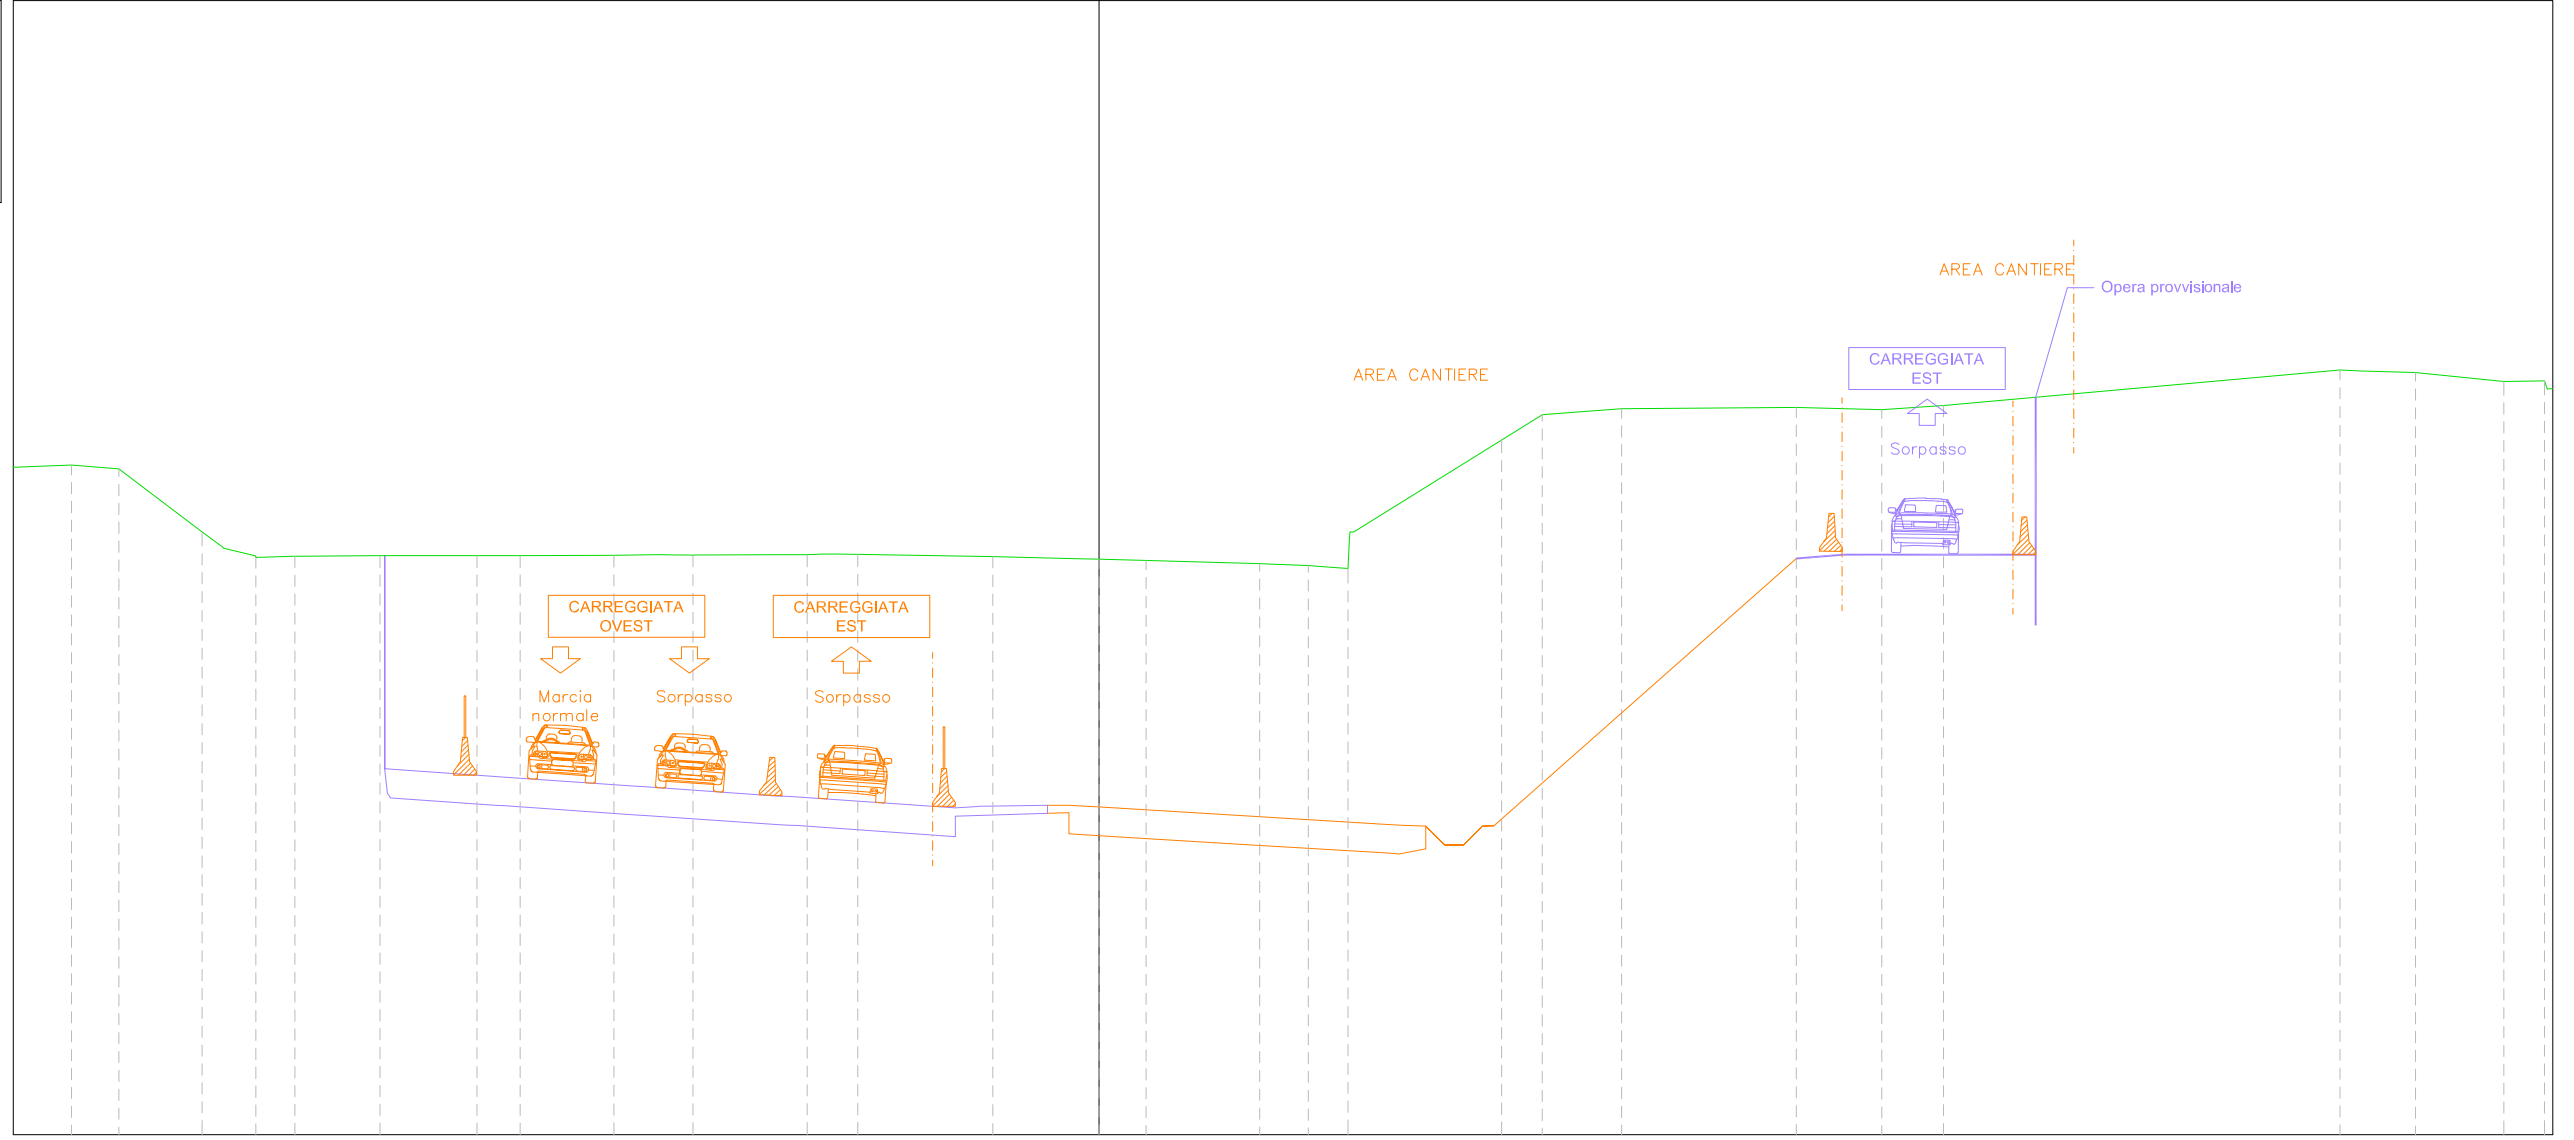 AREA CANTIERE
Opera provvisionale
CARREGGIATA
EST
AREA CANTIERE
Sorpasso
CARREGGIATA
OVEST
CARREGGIATA
EST
Marcia
normale
Sorpasso
Sorpasso